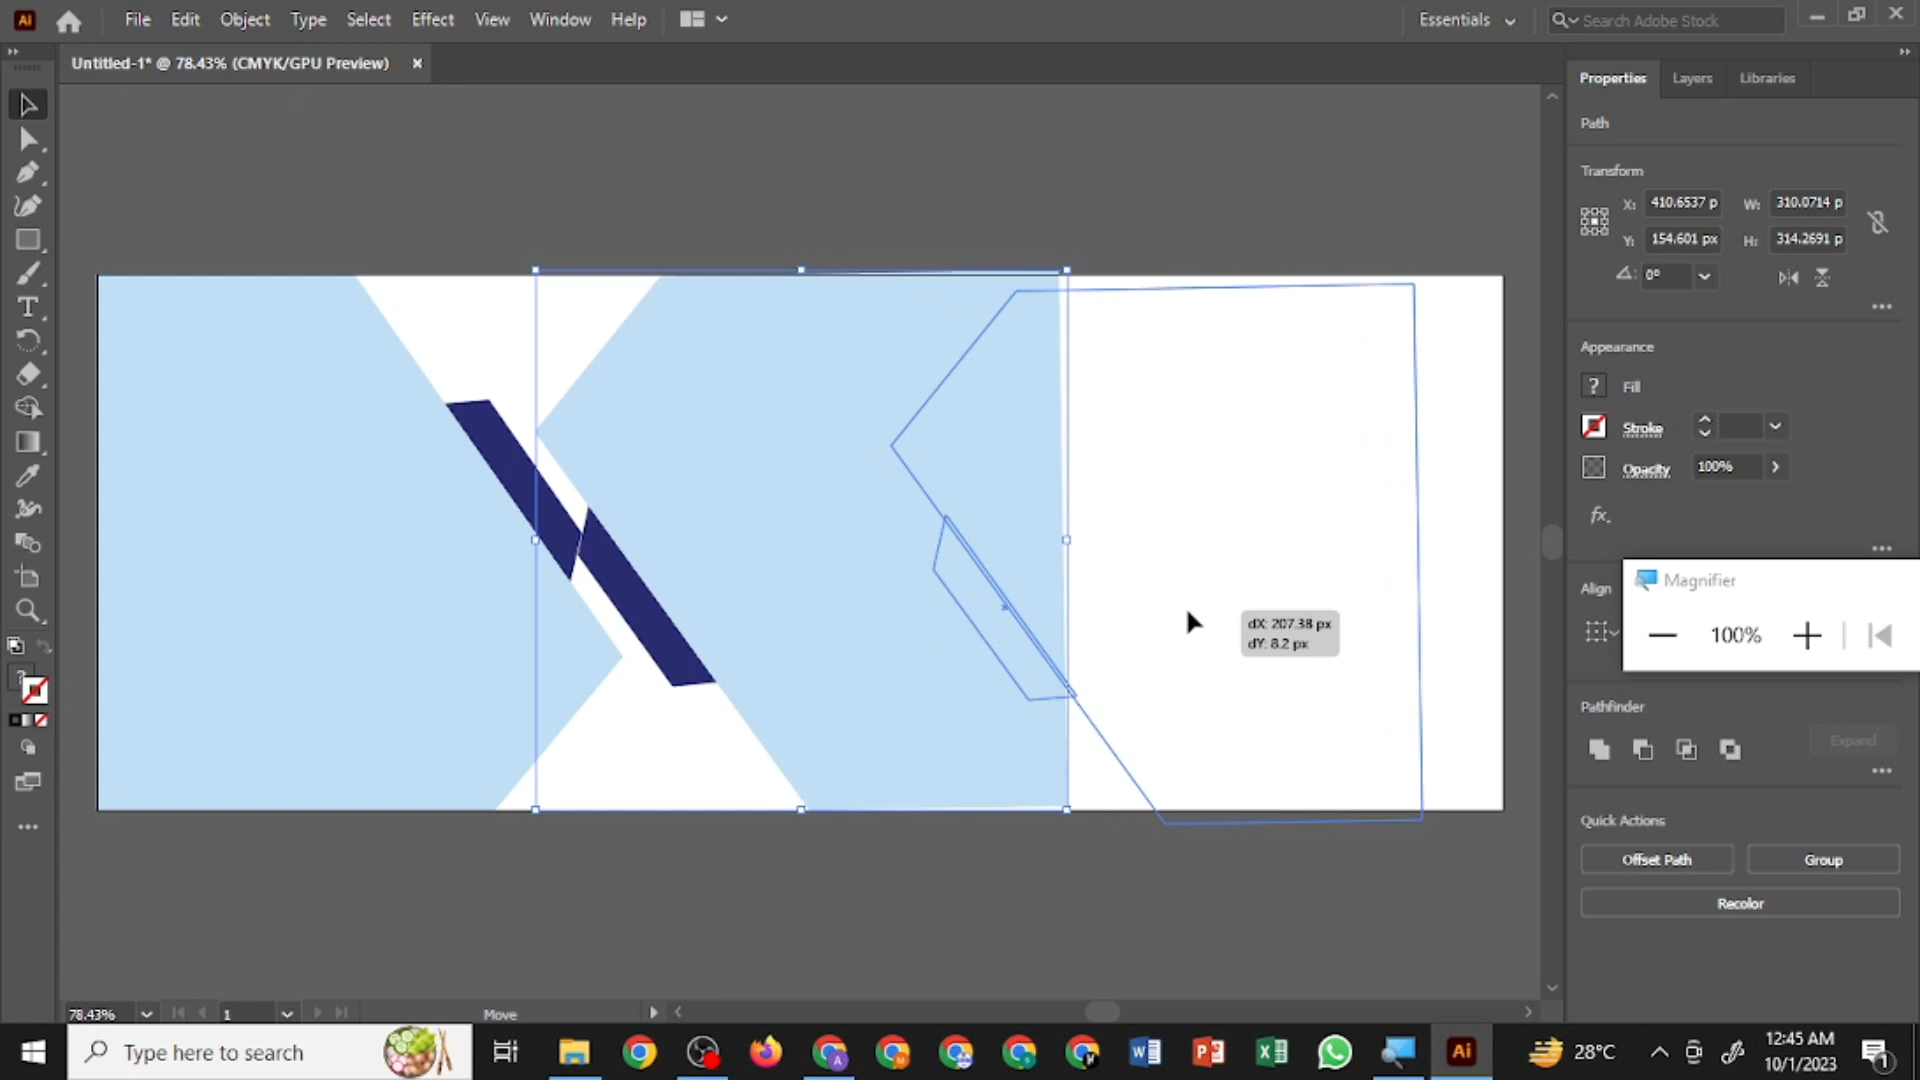 Ai File Edit Object Type Select Effect View Window Help Essentials Search Adobe Stock
Untitled-1* @ 78.43% (CMYK/GPU Preview) ×
Properties Layers Libraries
Path
Transform
X: 410.6537 p W: 310.0714 p
Y: 154.601 px H: 314.2691 p
0°
Appearance
? Fill
Stroke
Opacity 100%
fx.
dX: 207.38 px
dY: 8.2 px
Align
Magnifier
100%
Pathfinder
Expand
Quick Actions
Offset Path Group
Recolor
78.43% 1 Move
Type here to search
28°C
12:45 AM
10/1/2023
1